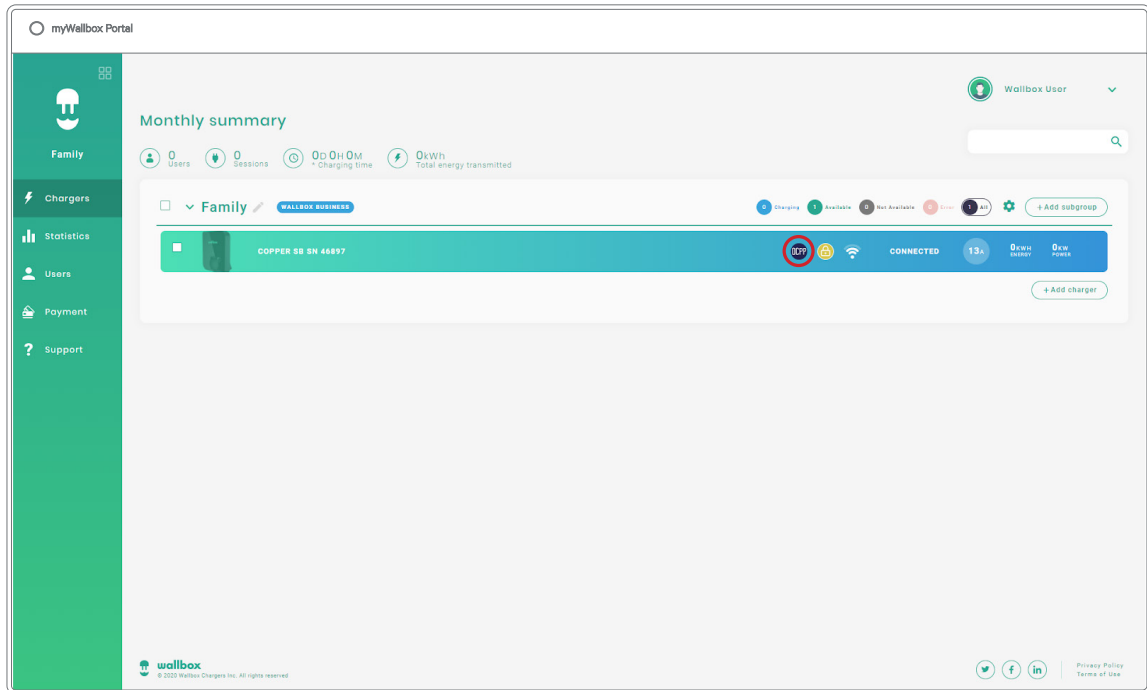 myWallbox Portal
Wallbox User
Monthly summary
Family
0 Users
0 Sessions
0D 0H 0M
* Charging time
0kWh
Total energy transmitted
Chargers
Statistics
Users
Payment
Support
Family
WALLBOX BUSINESS
0 Charging
1 Available
0 Not Available
0 Error
1 All
+ Add subgroup
COPPER SB SN 46897
OCPP
CONNECTED
13A
0KWH
ENERGY
0KW
POWER
+ Add charger
wallbox
© 2020 Wallbox Chargers Inc. All rights reserved.
f
in
Privacy Policy
Terms of Use